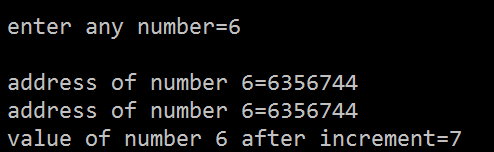 enter any number=6
address of number 6=6356744
address of number 6=6356744
value of number 6 after increment=7